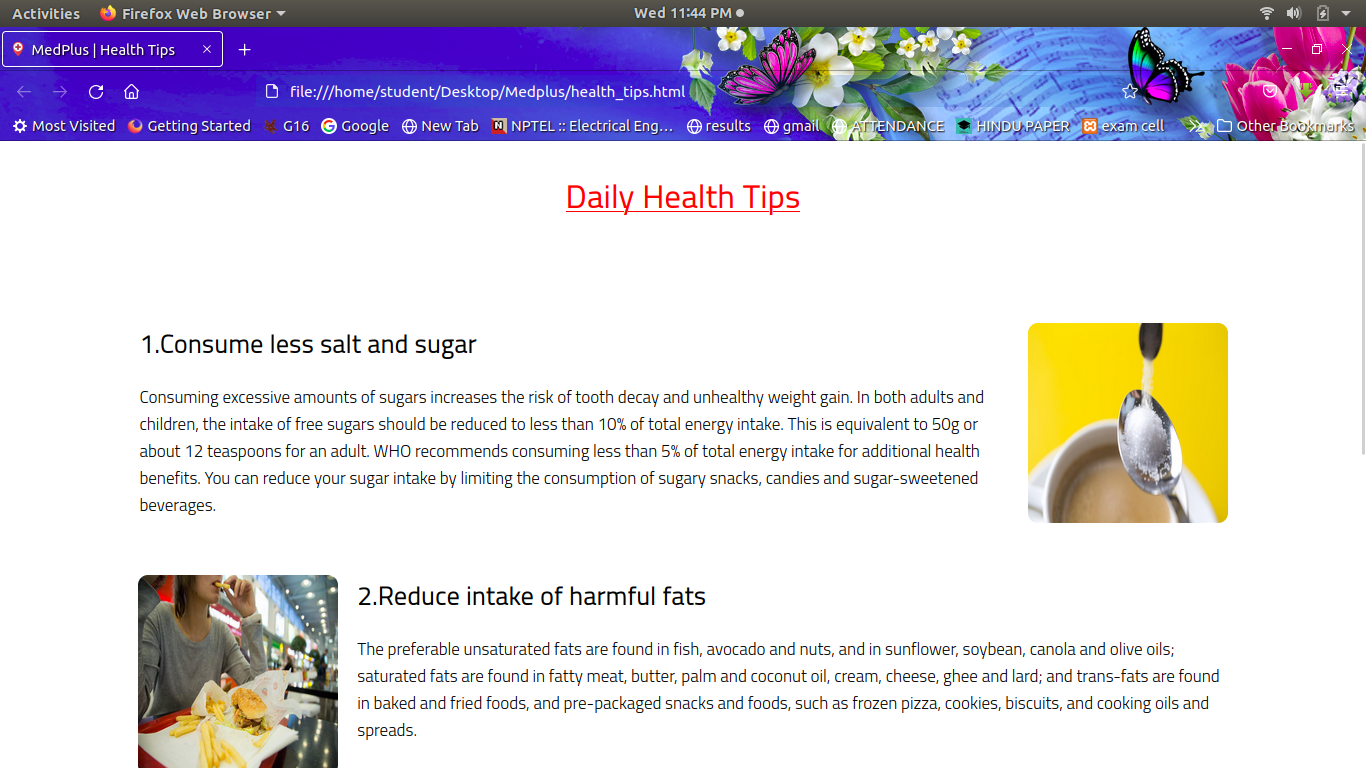 Activities Firefox Web Browser Wed 11:44 PM
MedPlus | Health Tips
file:///home/student/Desktop/Medplus/health_tips.html
Most Visited Getting Started G16 Google New Tab NPTEL :: Electrical Eng… results gmail ATTENDANCE HINDU PAPER exam cell Other Bookmarks
Daily Health Tips
1.Consume less salt and sugar
Consuming excessive amounts of sugars increases the risk of tooth decay and unhealthy weight gain. In both adults and
children, the intake of free sugars should be reduced to less than 10% of total energy intake. This is equivalent to 50g or
about 12 teaspoons for an adult. WHO recommends consuming less than 5% of total energy intake for additional health
benefits. You can reduce your sugar intake by limiting the consumption of sugary snacks, candies and sugar-sweetened
beverages.
2.Reduce intake of harmful fats
The preferable unsaturated fats are found in fish, avocado and nuts, and in sunflower, soybean, canola and olive oils;
saturated fats are found in fatty meat, butter, palm and coconut oil, cream, cheese, ghee and lard; and trans-fats are found
in baked and fried foods, and pre-packaged snacks and foods, such as frozen pizza, cookies, biscuits, and cooking oils and
spreads.